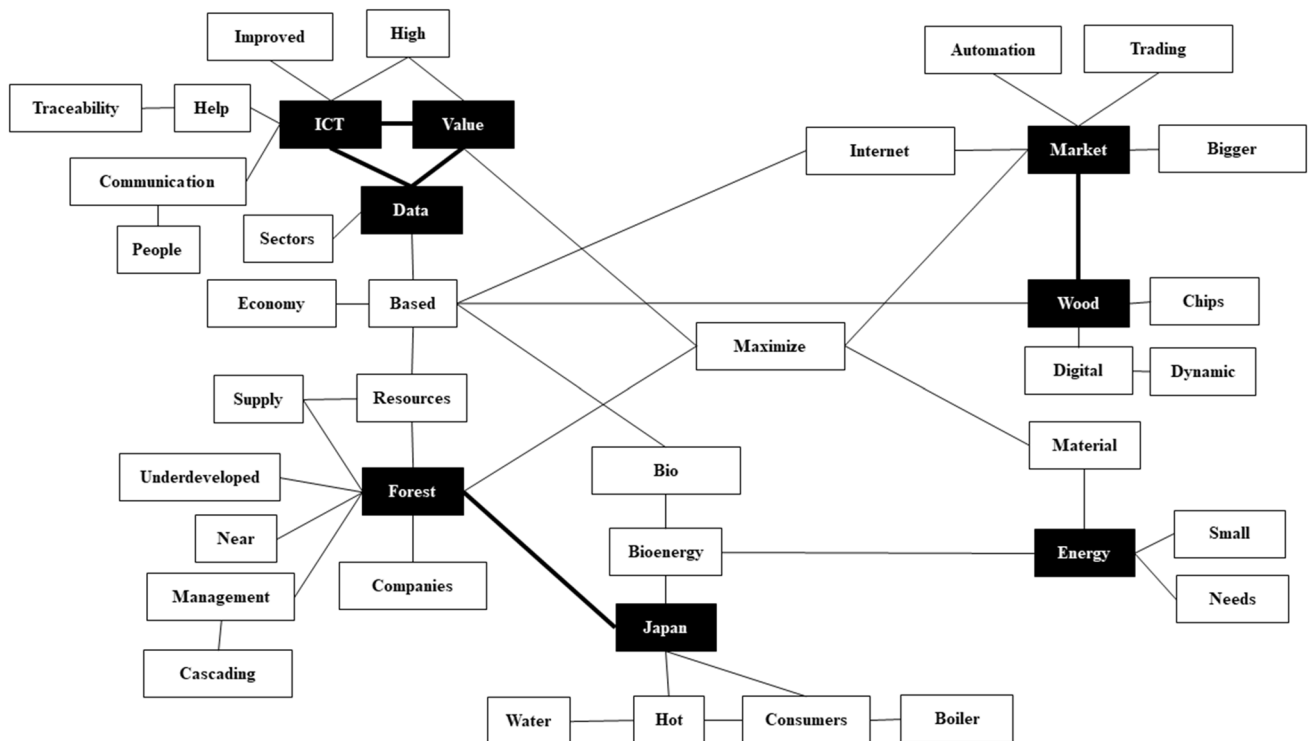 Improved
High
Automation
Trading
Traceability
Help
ICT
Value
Internet
Market
Bigger
Communication
Data
Sectors
People
Economy
Based
Wood
Chips
Maximize
Digital
Dynamic
Supply
Resources
Material
Underdeveloped
Forest
Bio
Near
Bioenergy
Energy
Small
Management
Companies
Needs
Japan
Cascading
Water
Hot
Consumers
Boiler